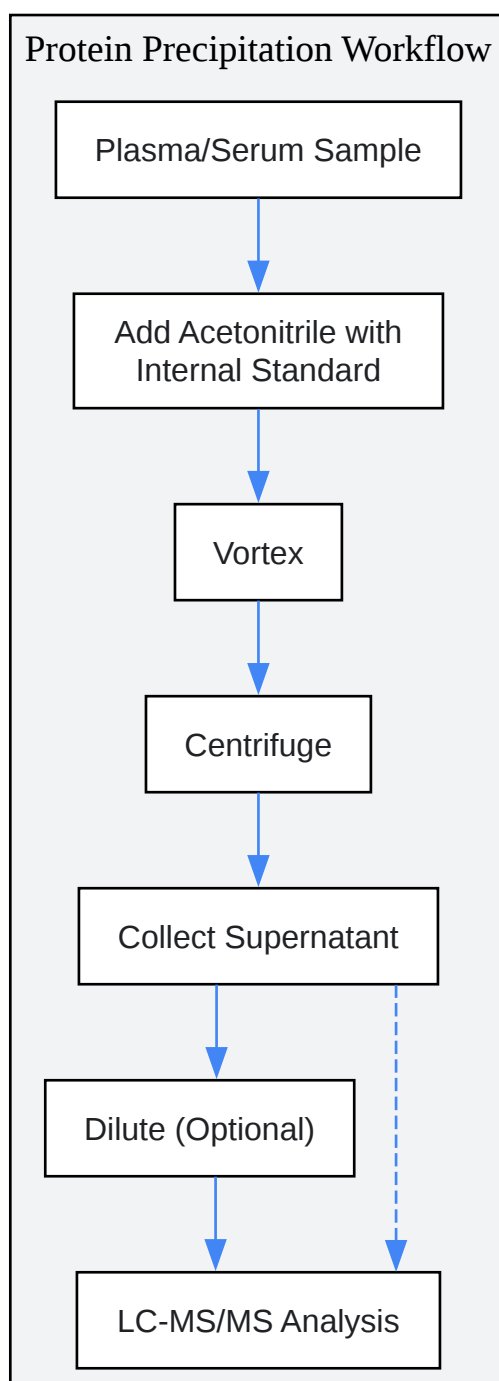 Protein Precipitation Workflow
Plasma/Serum Sample
Add Acetonitrile with
Internal Standard
Vortex
Centrifuge
Collect Supernatant
Dilute (Optional)
LC-MS/MS Analysis